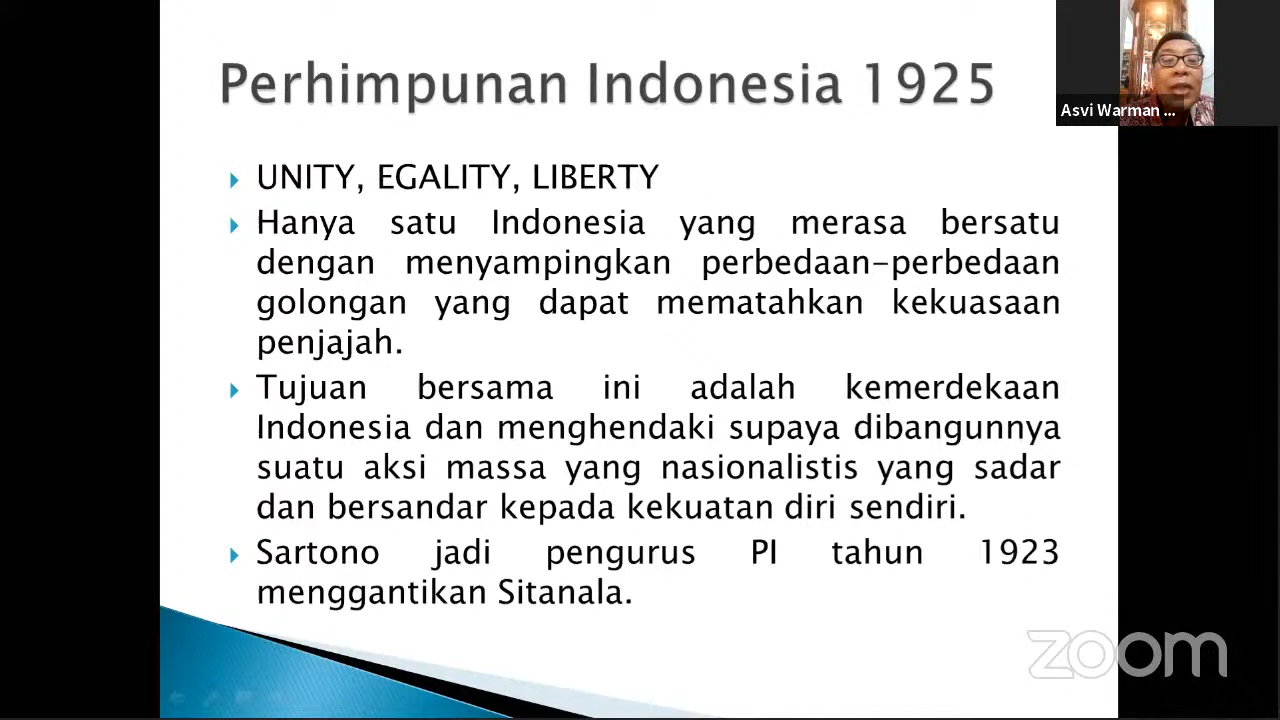 Perhimpunan Indonesia 1925
Asvi Warman ...
UNITY, EGALITY, LIBERTY
Hanya satu Indonesia yang merasa bersatu
dengan menyampingkan perbedaan-perbedaan
golongan yang dapat mematahkan kekuasaan
penjajah.
Tujuan bersama ini adalah kemerdekaan
Indonesia dan menghendaki supaya dibangunnya
suatu aksi massa yang nasionalistis yang sadar
dan bersandar kepada kekuatan diri sendiri.
Sartono jadi pengurus PI tahun 1923
menggantikan Sitanala.
zoom